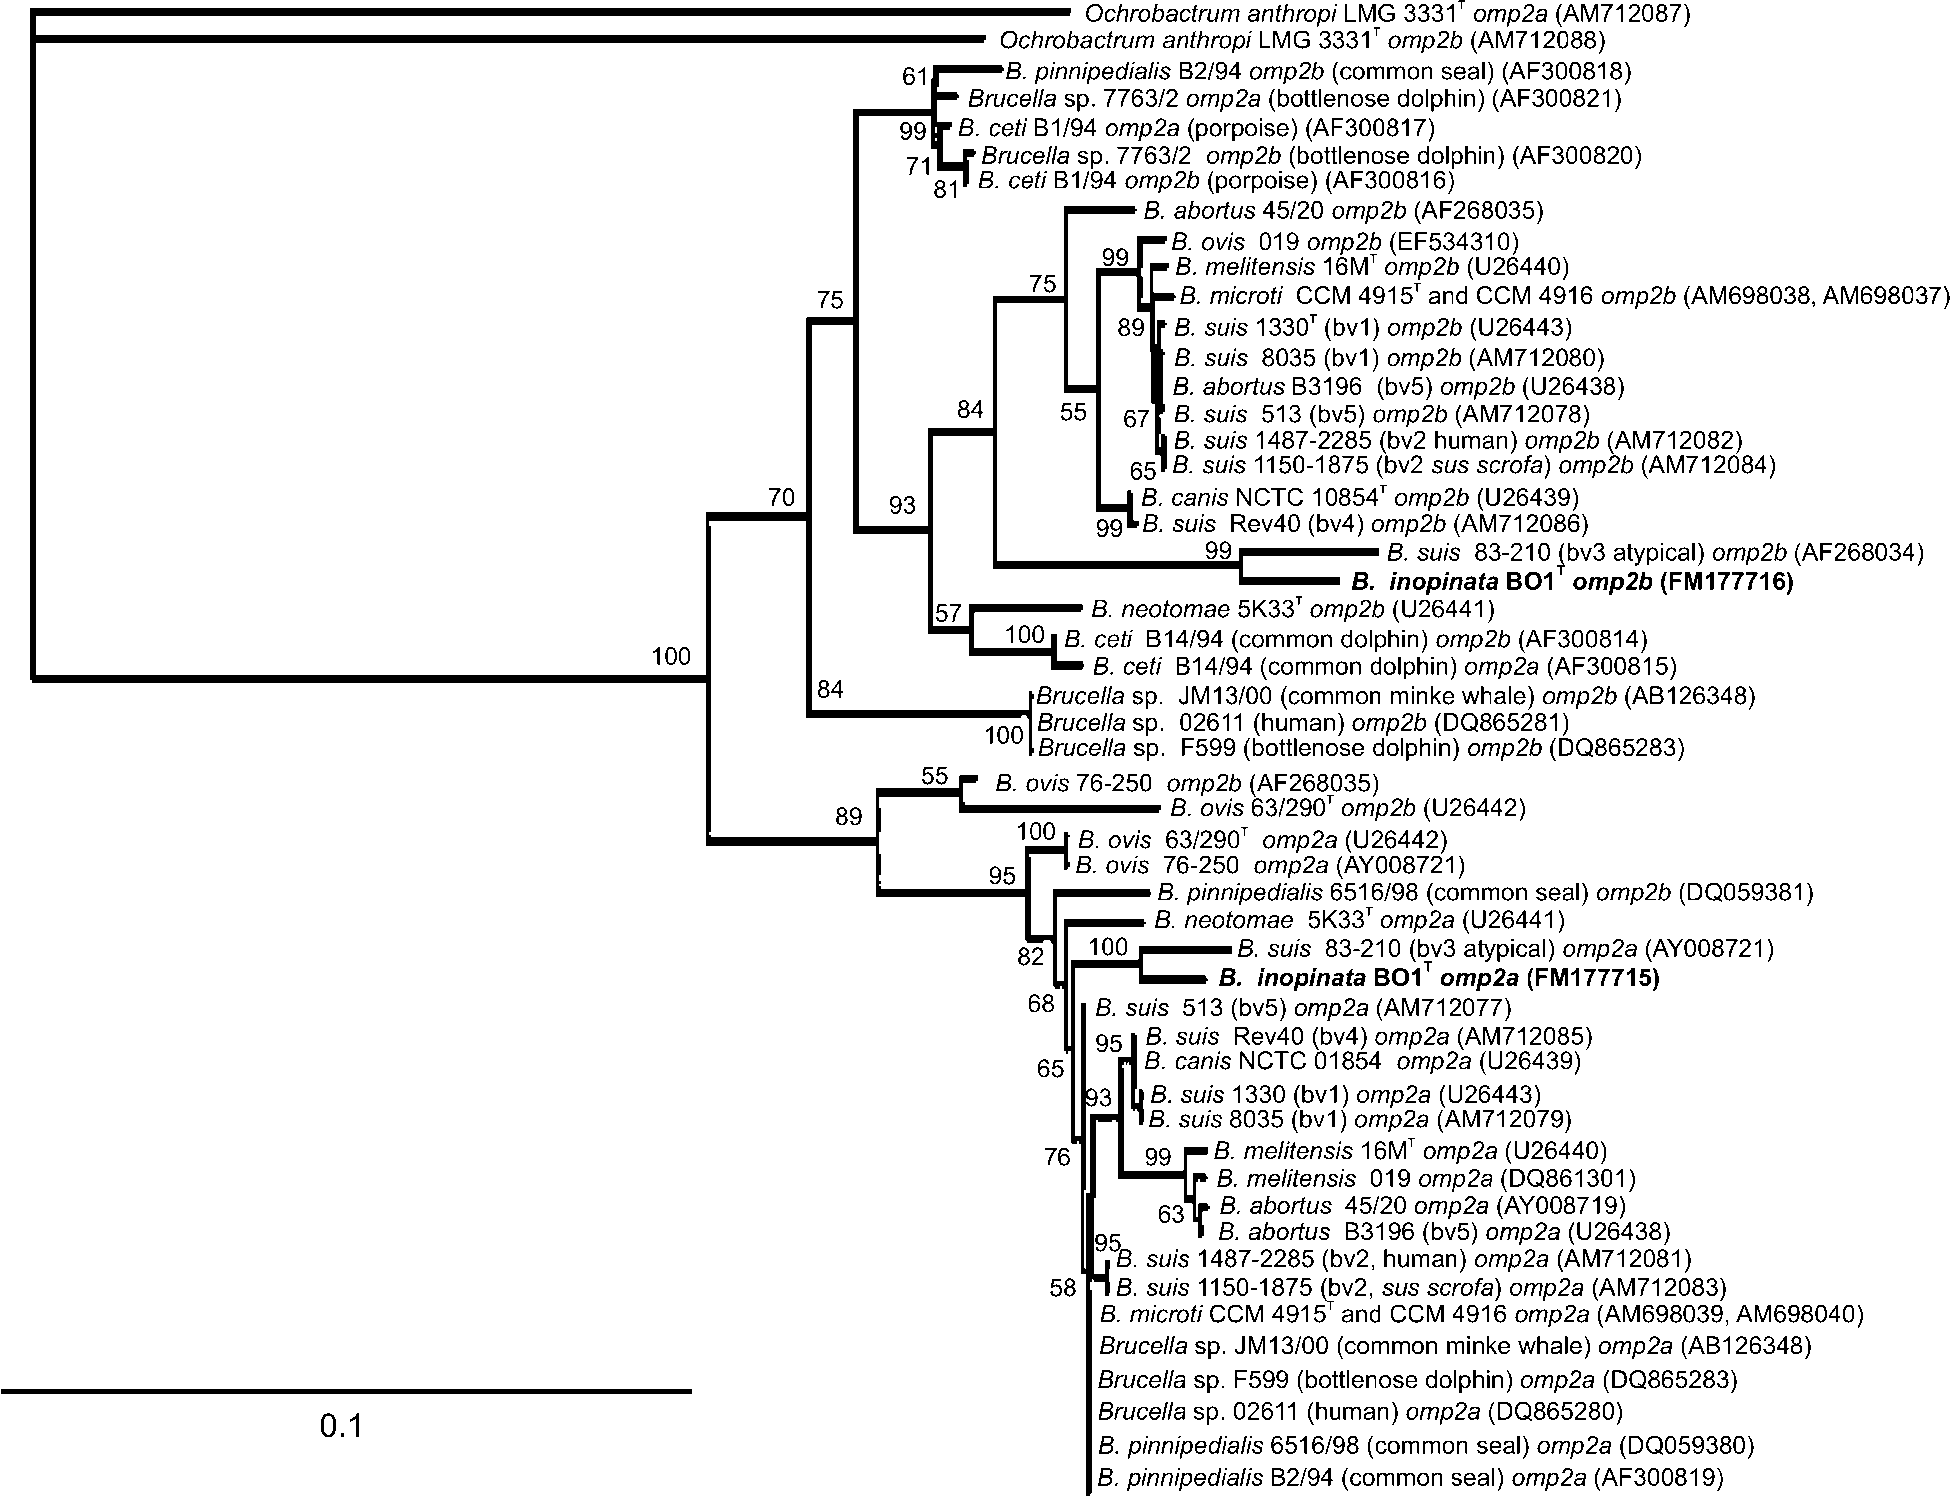 Ochrobactrum anthropi LMG 3331ᵀ omp2a (AM712087)
Ochrobactrum anthropi LMG 3331ᵀ omp2b (AM712088)
61 B. pinnipedialis B2/94 omp2b (common seal) (AF300818)
Brucella sp. 7763/2 omp2a (bottlenose dolphin) (AF300821)
99 B. ceti B1/94 omp2a (porpoise) (AF300817)
71 Brucella sp. 7763/2 omp2b (bottlenose dolphin) (AF300820)
81 B. ceti B1/94 omp2b (porpoise) (AF300816)
B. abortus 45/20 omp2b (AF268035)
B. ovis 019 omp2b (EF534310)
99 B. melitensis 16Mᵀ omp2b (U26440)
75 75 B. microti CCM 4915ᵀ and CCM 4916 omp2b (AM698038, AM698037)
89 B. suis 1330ᵀ (bv1) omp2b (U26443)
B. suis 8035 (bv1) omp2b (AM712080)
B. abortus B3196 (bv5) omp2b (U26438)
84 55 67 B. suis 513 (bv5) omp2b (AM712078)
B. suis 1487-2285 (bv2 human) omp2b (AM712082)
65 B. suis 1150-1875 (bv2 sus scrofa) omp2b (AM712084)
70 93 B. canis NCTC 10854ᵀ omp2b (U26439)
99 B. suis Rev40 (bv4) omp2b (AM712086)
99 B. suis 83-210 (bv3 atypical) omp2b (AF268034)
B. inopinata BO1ᵀ omp2b (FM177716)
57 B. neotomae 5K33ᵀ omp2b (U26441)
100 B. ceti B14/94 (common dolphin) omp2b (AF300814)
100 B. ceti B14/94 (common dolphin) omp2a (AF300815)
84 Brucella sp. JM13/00 (common minke whale) omp2b (AB126348)
100 Brucella sp. 02611 (human) omp2b (DQ865281)
Brucella sp. F599 (bottlenose dolphin) omp2b (DQ865283)
55 B. ovis 76-250 omp2b (AF268035)
89 B. ovis 63/290ᵀ omp2b (U26442)
100 B. ovis 63/290ᵀ omp2a (U26442)
95 B. ovis 76-250 omp2a (AY008721)
B. pinnipedialis 6516/98 (common seal) omp2b (DQ059381)
B. neotomae 5K33ᵀ omp2a (U26441)
82 100 B. suis 83-210 (bv3 atypical) omp2a (AY008721)
B. inopinata BO1ᵀ omp2a (FM177715)
68 B. suis 513 (bv5) omp2a (AM712077)
95 B. suis Rev40 (bv4) omp2a (AM712085)
65 B. canis NCTC 01854 omp2a (U26439)
93 B. suis 1330 (bv1) omp2a (U26443)
B. suis 8035 (bv1) omp2a (AM712079)
76 99 B. melitensis 16Mᵀ omp2a (U26440)
B. melitensis 019 omp2a (DQ861301)
63 B. abortus 45/20 omp2a (AY008719)
B. abortus B3196 (bv5) omp2a (U26438)
95 B. suis 1487-2285 (bv2, human) omp2a (AM712081)
58 B. suis 1150-1875 (bv2, sus scrofa) omp2a (AM712083)
B. microti CCM 4915ᵀ and CCM 4916 omp2a (AM698039, AM698040)
Brucella sp. JM13/00 (common minke whale) omp2a (AB126348)
Brucella sp. F599 (bottlenose dolphin) omp2a (DQ865283)
Brucella sp. 02611 (human) omp2a (DQ865280)
0.1
B. pinnipedialis 6516/98 (common seal) omp2a (DQ059380)
B. pinnipedialis B2/94 (common seal) omp2a (AF300819)